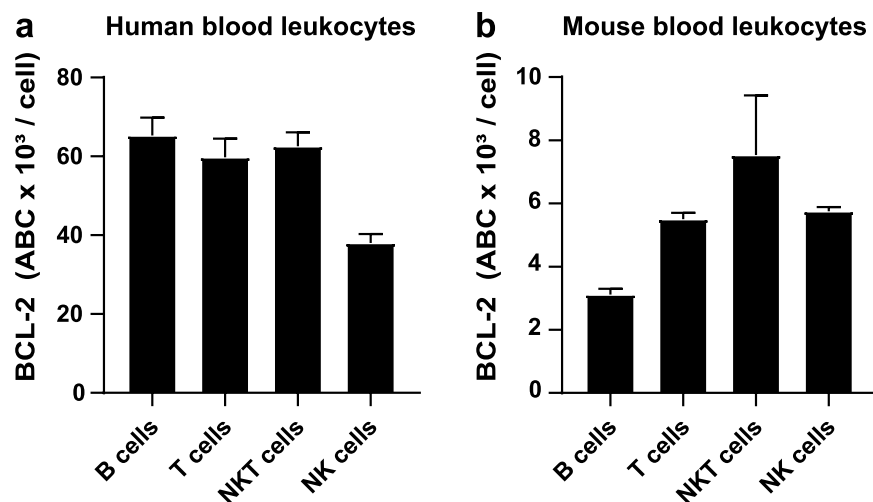 a Human blood leukocytes
BCL-2 (ABC x 10³ / cell)
80
60
40
20
0
B cells
T cells
NKT cells
NK cells
b Mouse blood leukocytes
BCL-2 (ABC x 10³ / cell)
10
8
6
4
2
0
B cells
T cells
NKT cells
NK cells